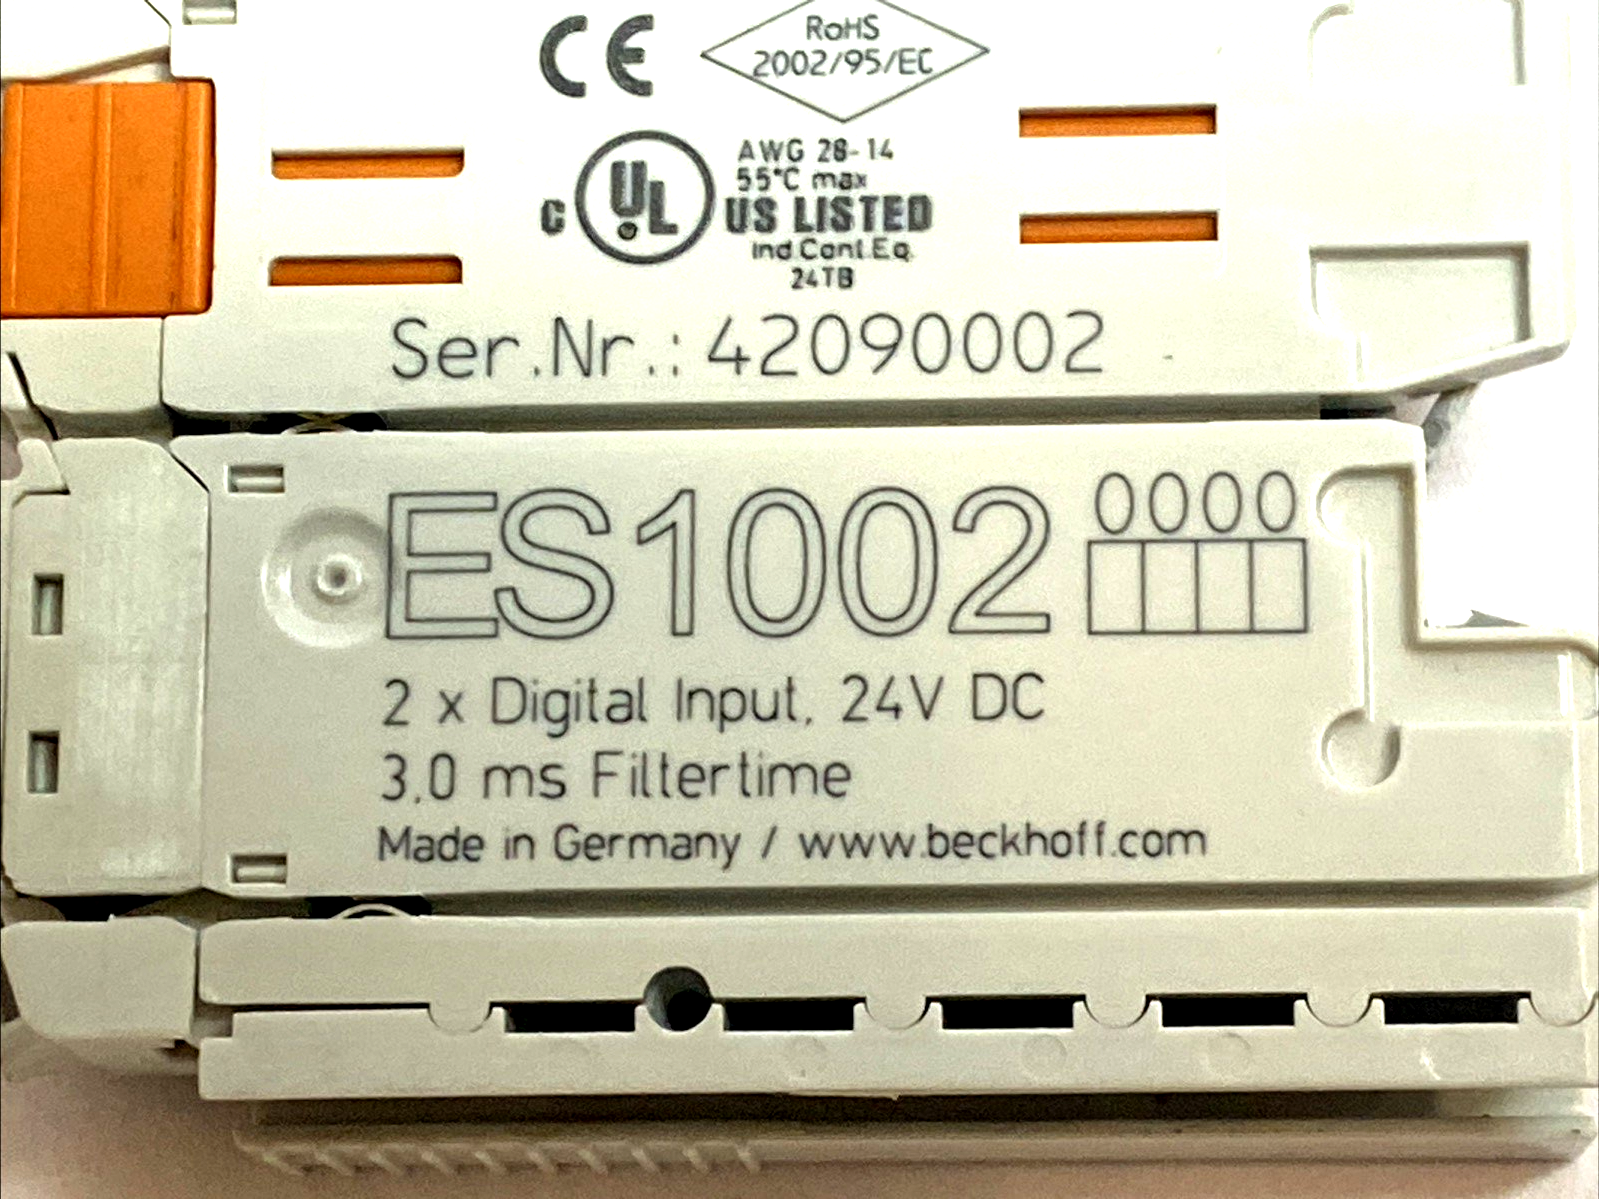 CE
RoHS
2002/95/EC
AWG 28-14
55°C max
C UL US LISTED
Ind.Cont.Eq.
24TB
Ser.Nr.: 42090002
ES1002 0000
2 x Digital Input, 24V DC
3,0 ms Filtertime
Made in Germany / www.beckhoff.com